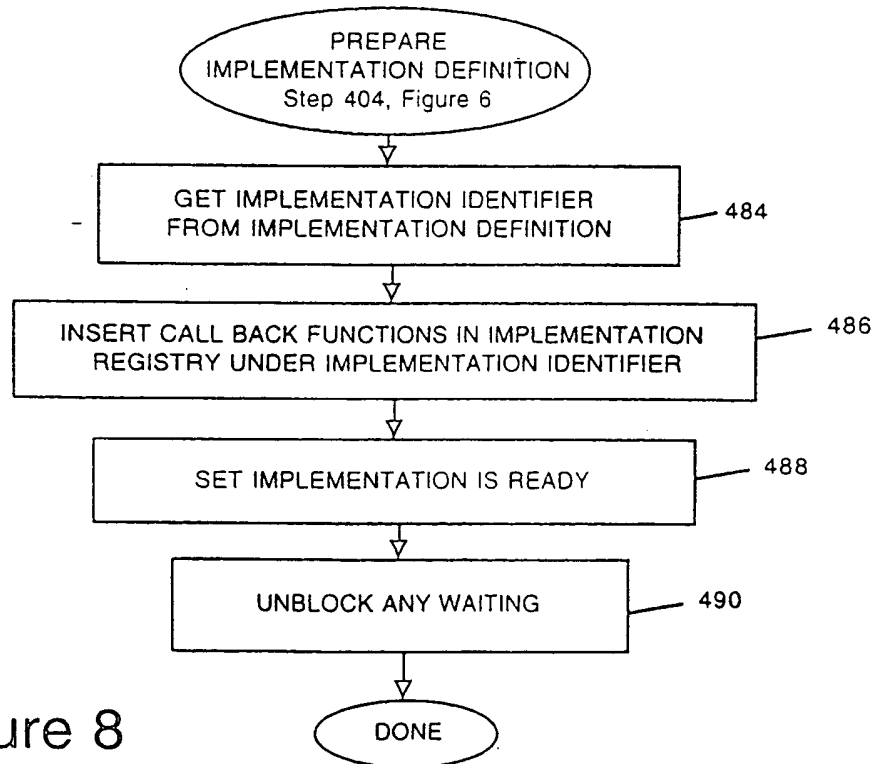 PREPARE
IMPLEMENTATION DEFINITION
Step 404, Figure 6
GET IMPLEMENTATION IDENTIFIER
FROM IMPLEMENTATION DEFINITION
484
INSERT CALL BACK FUNCTIONS IN IMPLEMENTATION
REGISTRY UNDER IMPLEMENTATION IDENTIFIER
486
SET IMPLEMENTATION IS READY
488
UNBLOCK ANY WAITING
490
DONE
ure 8